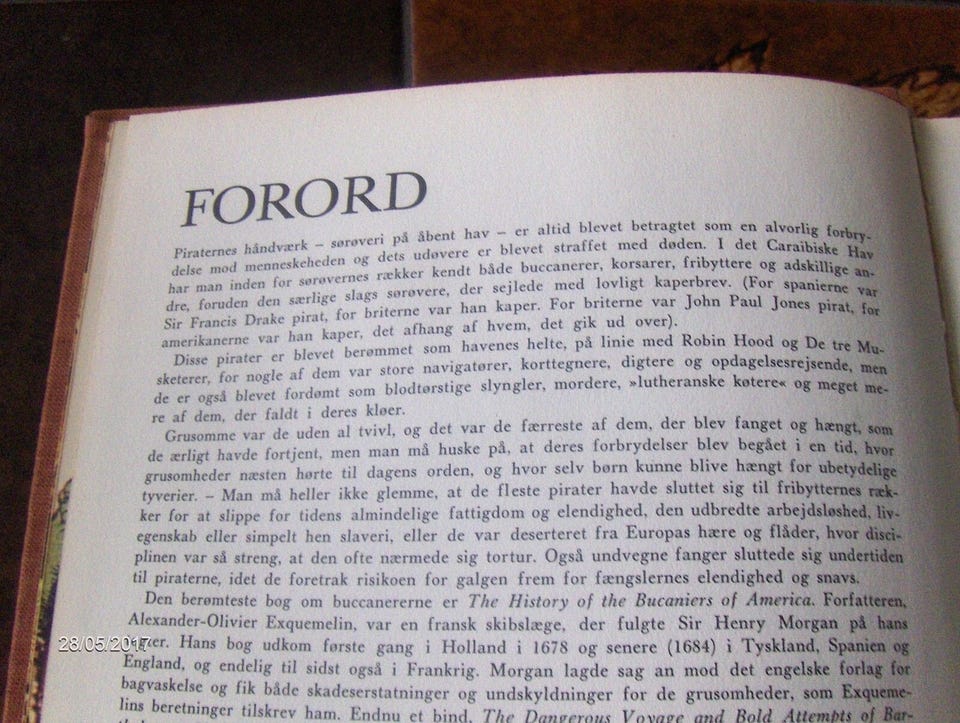 FORORD
Piraternes håndværk – sørøveri på åbent hav – er altid blevet betragtet som en alvorlig forbry-
delse mod menneskeheden og dets udøvere er blevet straffet med døden. I det Caraibiske Hav
har man inden for sørøvernes rækker kendt både buccanerer, korsarer, fribyttere og adskillige an-
dre, foruden den særlige slags sørøvere, der sejlede med lovligt kaperbrev. (For spanierne var
Sir Francis Drake pirat, for briterne var han kaper. For briterne var John Paul Jones pirat, for
amerikanerne var han kaper, det afhang af hvem, det gik ud over).
Disse pirater er blevet berømmet som havenes helte, på linie med Robin Hood og De tre Mu-
sketerer, for nogle af dem var store navigatører, korttegnere, digtere og opdagelsesrejsende, men
de er også blevet fordømt som blodtørstige slyngler, mordere, »lutheranske køtere« og meget me-
re af dem, der faldt i deres kløer.
Grusomme var de uden al tvivl, og det var de færreste af dem, der blev fanget og hængt, som
de ærligt havde fortjent, men man må huske på, at deres forbrydelser blev begået i en tid, hvor
grusomheder næsten hørte til dagens orden, og hvor selv børn kunne blive hængt for ubetydelige
tyverier. – Man må heller ikke glemme, at de fleste pirater havde sluttet sig til fribytternes ræk-
ker for at slippe for tidens almindelige fattigdom og elendighed, den udbredte arbejdsløshed, liv-
egenskab eller simpelt hen slaveri, eller de var deserteret fra Europas hære og flåder, hvor disci-
plinen var så streng, at den ofte nærmede sig tortur. Også undvegne fanger sluttede sig undertiden
til piraterne, idet de foretrak risikoen for galgen frem for fængslernes elendighed og snavs.
Den berømteste bog om buccanererne er The History of the Bucaniers of America. Forfatteren,
Alexander-Olivier Exquemelin, var en fransk skibslæge, der fulgte Sir Henry Morgan på hans
28/05/2017
Hans bog udkom første gang i Holland i 1678 og senere (1684) i Tyskland, Spanien og
England, og endelig til sidst også i Frankrig. Morgan lagde sag an mod det engelske forlag for
bagvaskelse og fik både skadeserstatninger og undskyldninger for de grusomheder, som Exqueme-
lins beretninger tilskrev ham. Endnu et bind, The Dangerous Voyage and Bold Attempts of Bar-